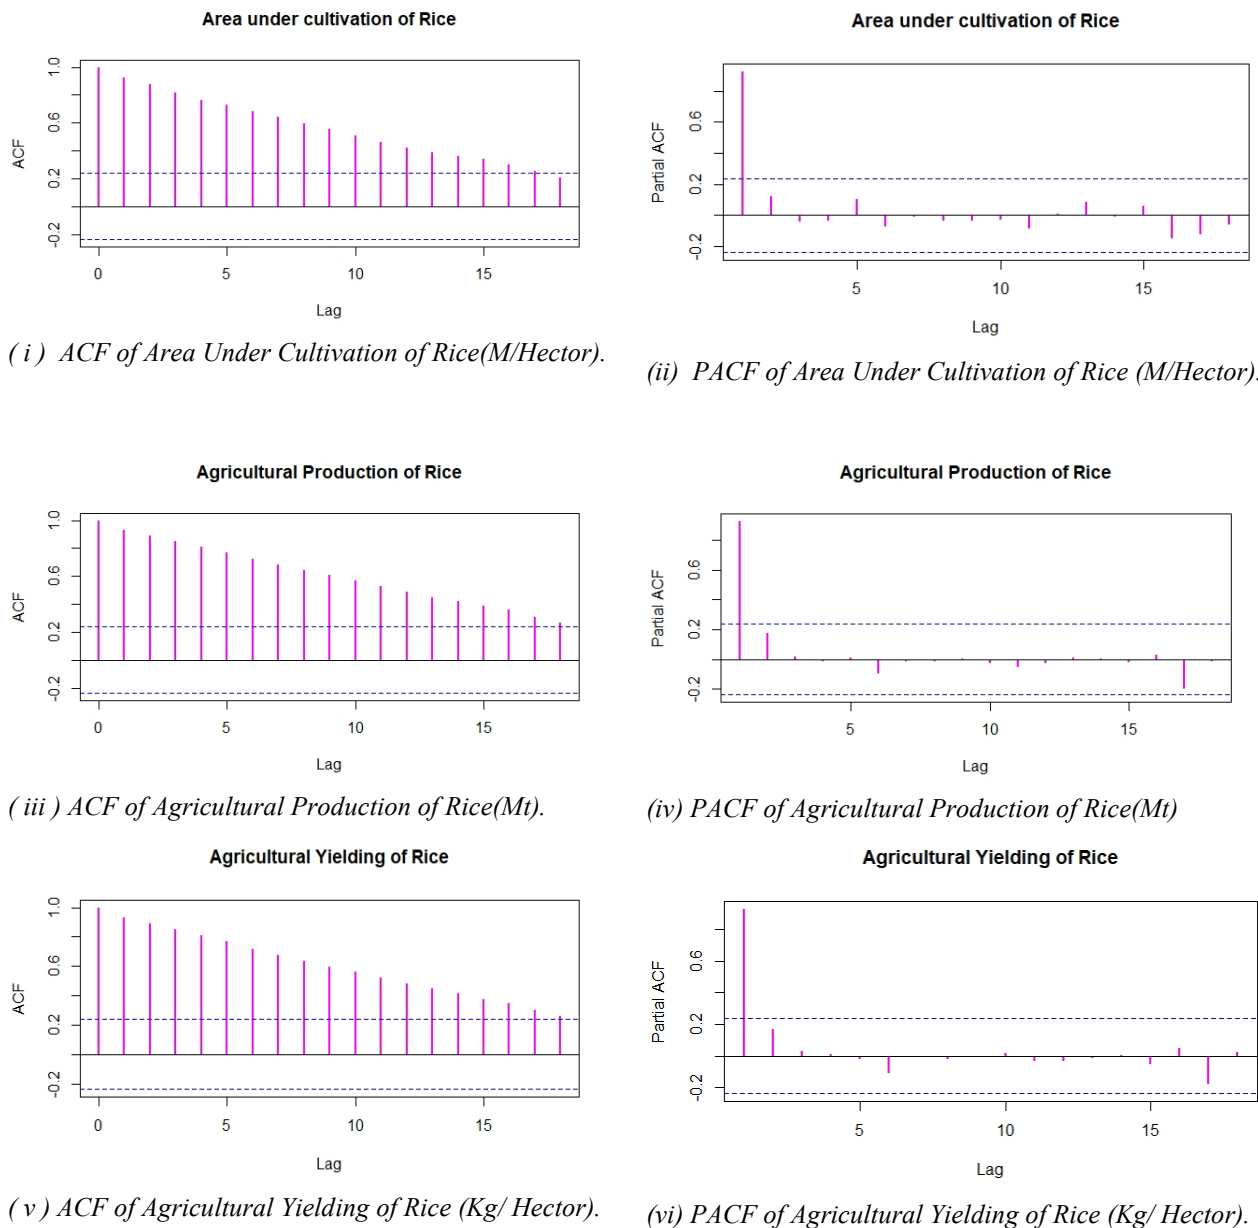 Area under cultivation of Rice
ACF
1.0
0.6
0.2
-0.2
0 5 10 15
Lag
( i ) ACF of Area Under Cultivation of Rice(M/Hector).
Area under cultivation of Rice
Partial ACF
0.6
0.2
-0.2
5 10 15
Lag
(ii) PACF of Area Under Cultivation of Rice (M/Hector).
Agricultural Production of Rice
ACF
1.0
0.6
0.2
-0.2
0 5 10 15
Lag
( iii ) ACF of Agricultural Production of Rice(Mt).
Agricultural Production of Rice
Partial ACF
0.6
0.2
-0.2
5 10 15
Lag
(iv) PACF of Agricultural Production of Rice(Mt)
Agricultural Yielding of Rice
ACF
1.0
0.6
0.2
-0.2
0 5 10 15
Lag
( v ) ACF of Agricultural Yielding of Rice (Kg/ Hector).
Agricultural Yielding of Rice
Partial ACF
0.6
0.2
-0.2
5 10 15
Lag
(vi) PACF of Agricultural Yielding of Rice (Kg/ Hector).